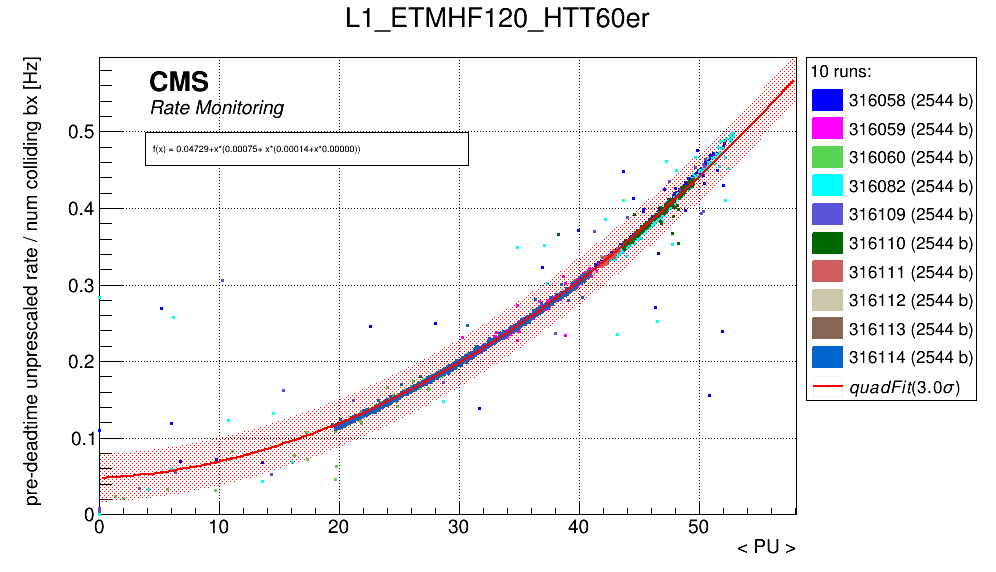 L1_ETMHF120_HTT60er
pre-deadtime unprescaled rate / num colliding bx [Hz]
CMS
Rate Monitoring
f(x) = 0.04729+x*(0.00075+ x*(0.00014+x*0.00000))
0.5
0.4
0.3
0.2
0.1
0
0 10 20 30 40 50
< PU >
10 runs:
316058 (2544 b)
316059 (2544 b)
316060 (2544 b)
316082 (2544 b)
316109 (2544 b)
316110 (2544 b)
316111 (2544 b)
316112 (2544 b)
316113 (2544 b)
316114 (2544 b)
quadFit(3.0σ)